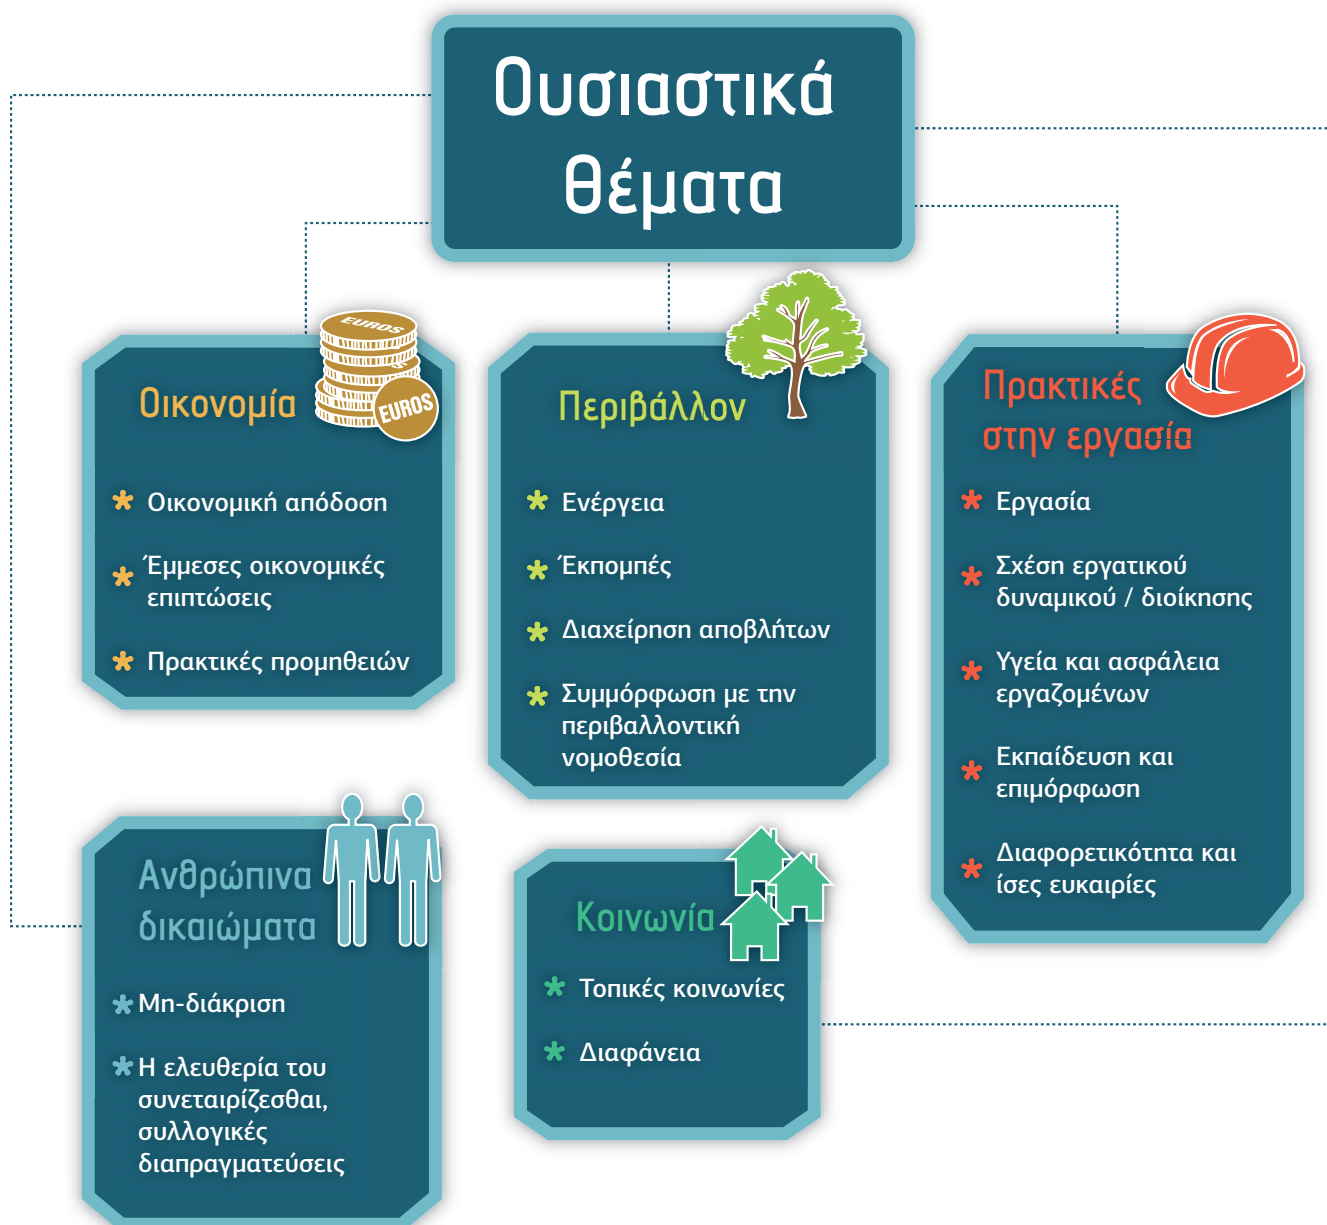 Ουσιαστικά
θέματα
EUROS
EUROS
Οικονομία
Οικονομική απόδοση
Έμμεσες οικονομικές
επιπτώσεις
Πρακτικές προμηθειών
Περιβάλλον
Ενέργεια
Έκπομπές
Διαχείρηση αποβλήτων
Συμμόρφωση με την
περιβαλλοντική
νομοθεσία
Πρακτικές
στην εργασία
Εργασία
Σχέση εργατικού
δυναμικού / διοίκησης
Υγεία και ασφάλεια
εργαζομένων
Εκπαίδευση και
επιμόρφωση
Διαφορετικότητα και
ίσες ευκαιρίες
Ανθρώπινα
δικαιώματα
Μη-διάκριση
Η ελευθερία του
συνεταιρίζεσθαι,
συλλογικές
διαπραγματεύσεις
Κοινωνία
Τοπικές κοινωνίες
Διαφάνεια